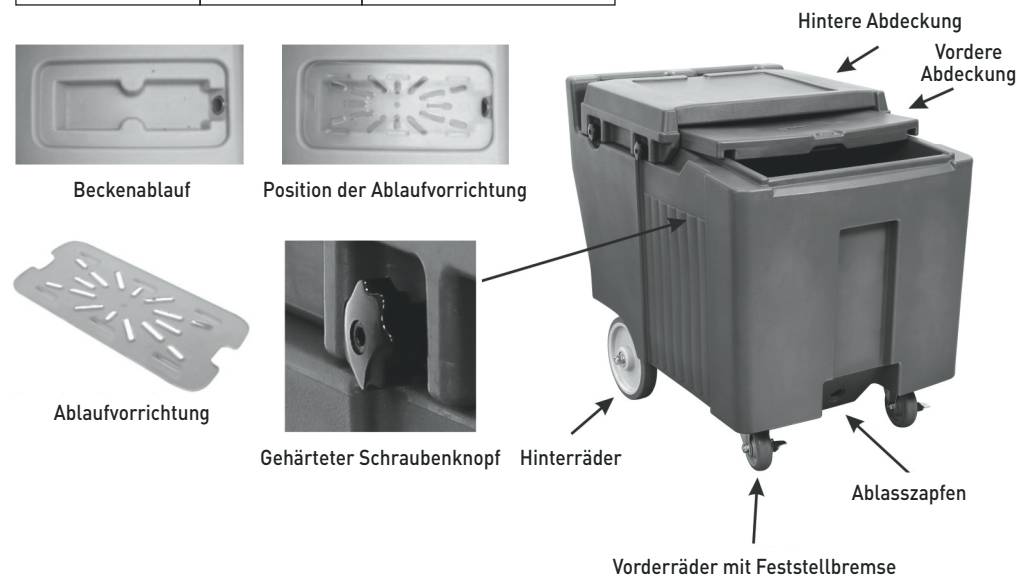 Hintere Abdeckung
Vordere
Abdeckung
Beckenablauf
Position der Ablaufvorrichtung
Ablaufvorrichtung
Gehärteter Schraubenknopf
Hinterräder
Ablasszapfen
Vorderräder mit Feststellbremse